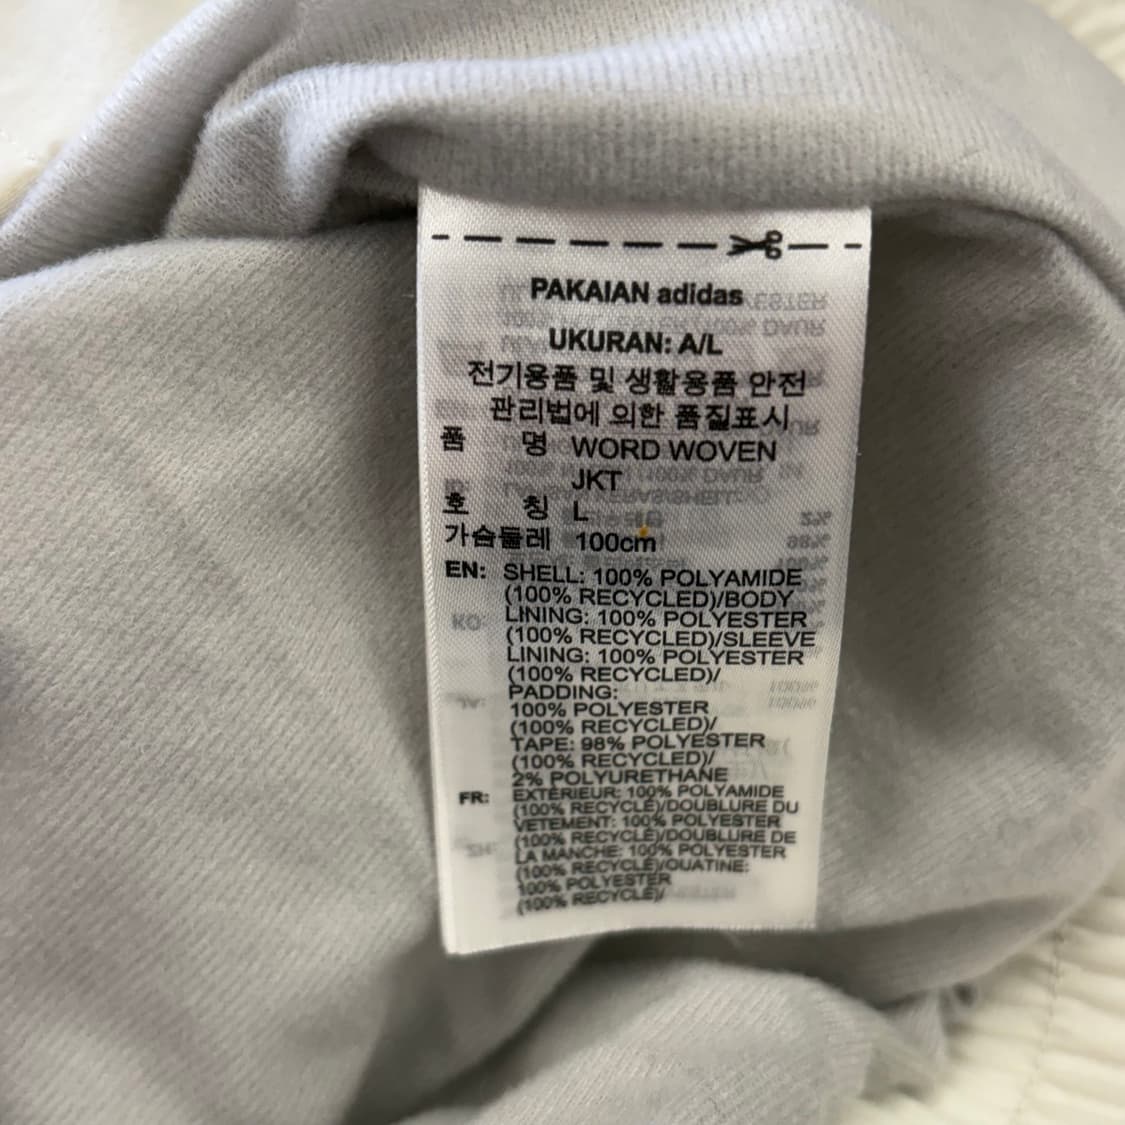 PAKAIAN adidas
UKURAN: A/L
전기용품 및 생활용품 안전
관리법에 의한 품질표시
품 명 WORD WOVEN
JKT
호 칭 L
가슴둘레 100cm
EN: SHELL: 100% POLYAMIDE
(100% RECYCLED)/BODY
LINING: 100% POLYESTER
(100% RECYCLED)/SLEEVE
LINING: 100% POLYESTER
(100% RECYCLED)/
PADDING:
100% POLYESTER
(100% RECYCLED)/
TAPE: 98% POLYESTER
(100% RECYCLED)/
2% POLYURETHANE
FR: EXTÉRIEUR: 100% POLYAMIDE
(100% RECYCLÉ)/DOUBLURE DU
VETEMENT: 100% POLYESTER
(100% RECYCLÉ)/DOUBLURE DE
LA MANCHE: 100% POLYESTER
(100% RECYCLÉ)/OUATINE:
100% POLYESTER
(100% RECYCLÉ)/